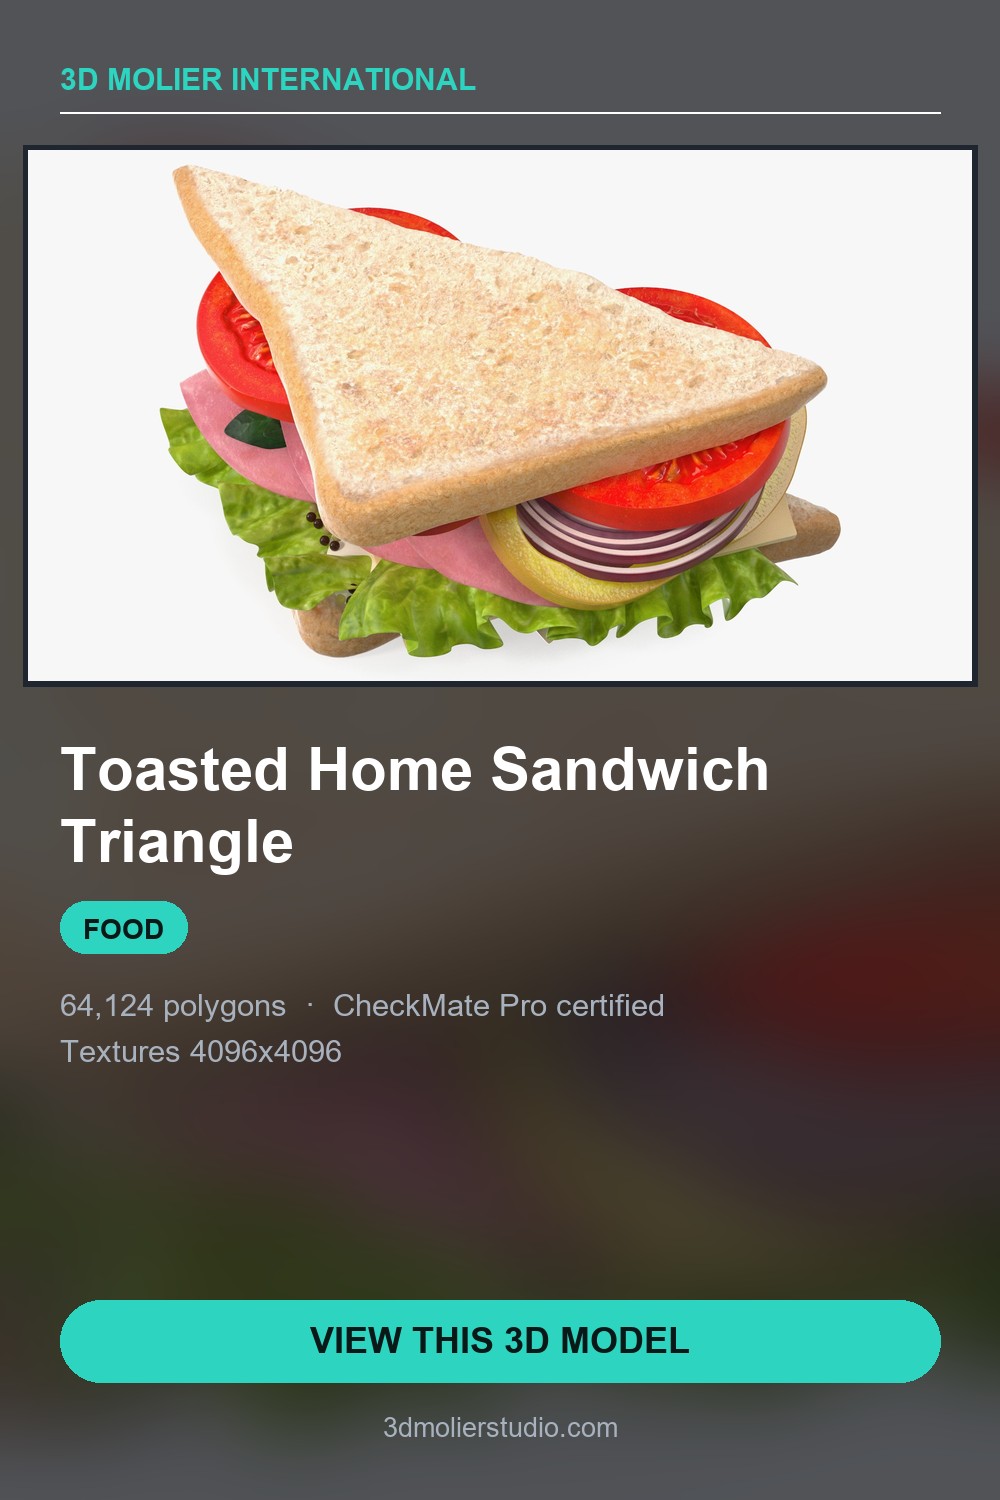 3D MOLIER INTERNATIONAL
Toasted Home Sandwich
Triangle
FOOD
64,124 polygons · CheckMate Pro certified
Textures 4096x4096
VIEW THIS 3D MODEL
3dmolierstudio.com